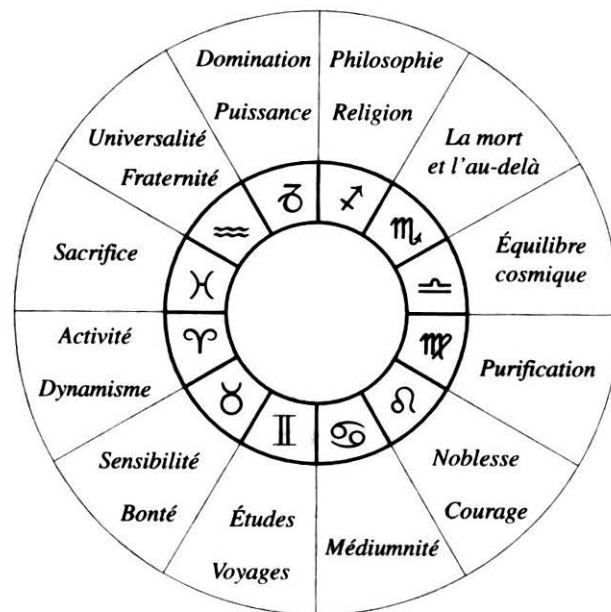 Domination
Puissance
Philosophie
Religion
La mort
et l'au-delà
Équilibre
cosmique
Purification
Noblesse
Courage
Médiumnité
Études
Voyages
Sensibilité
Bonté
Activité
Dynamisme
Sacrifice
Universalité
Fraternité
♑ ♐ ♏ ♎ ♍ ♌ ♋ ♊ ♉ ♈ ♓ ♒